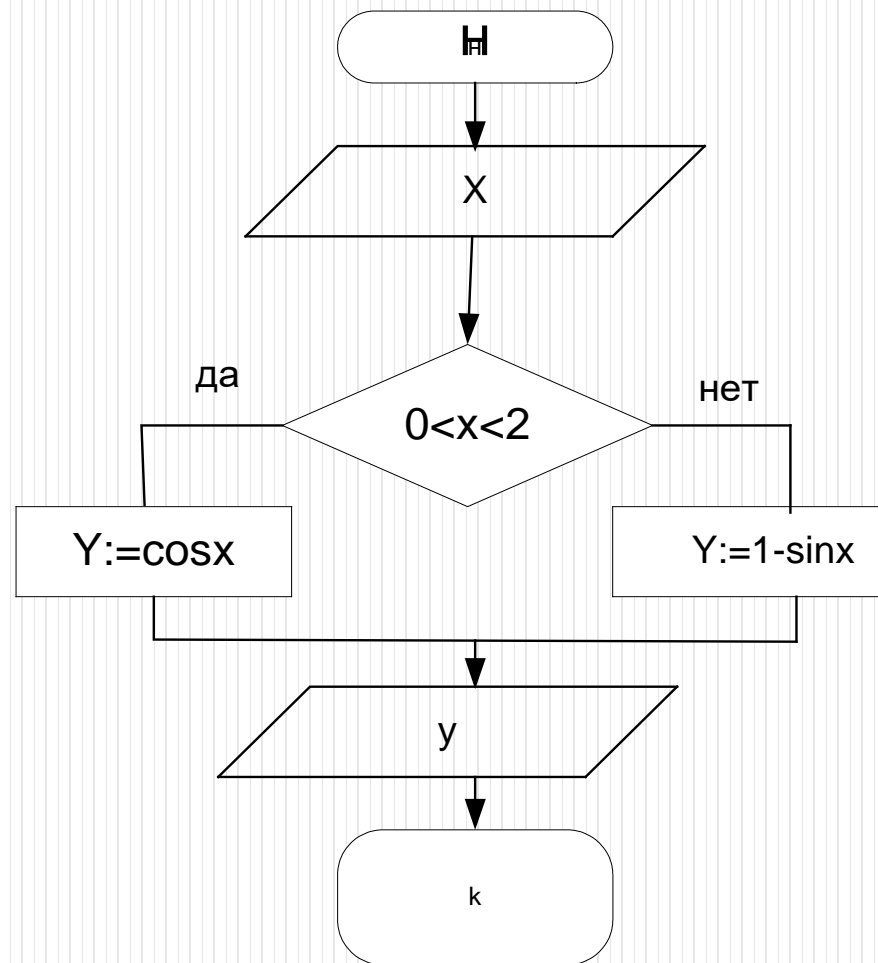 Н
X
да
нет
0<x<2
Y:=cosx
Y:=1-sinx
y
k